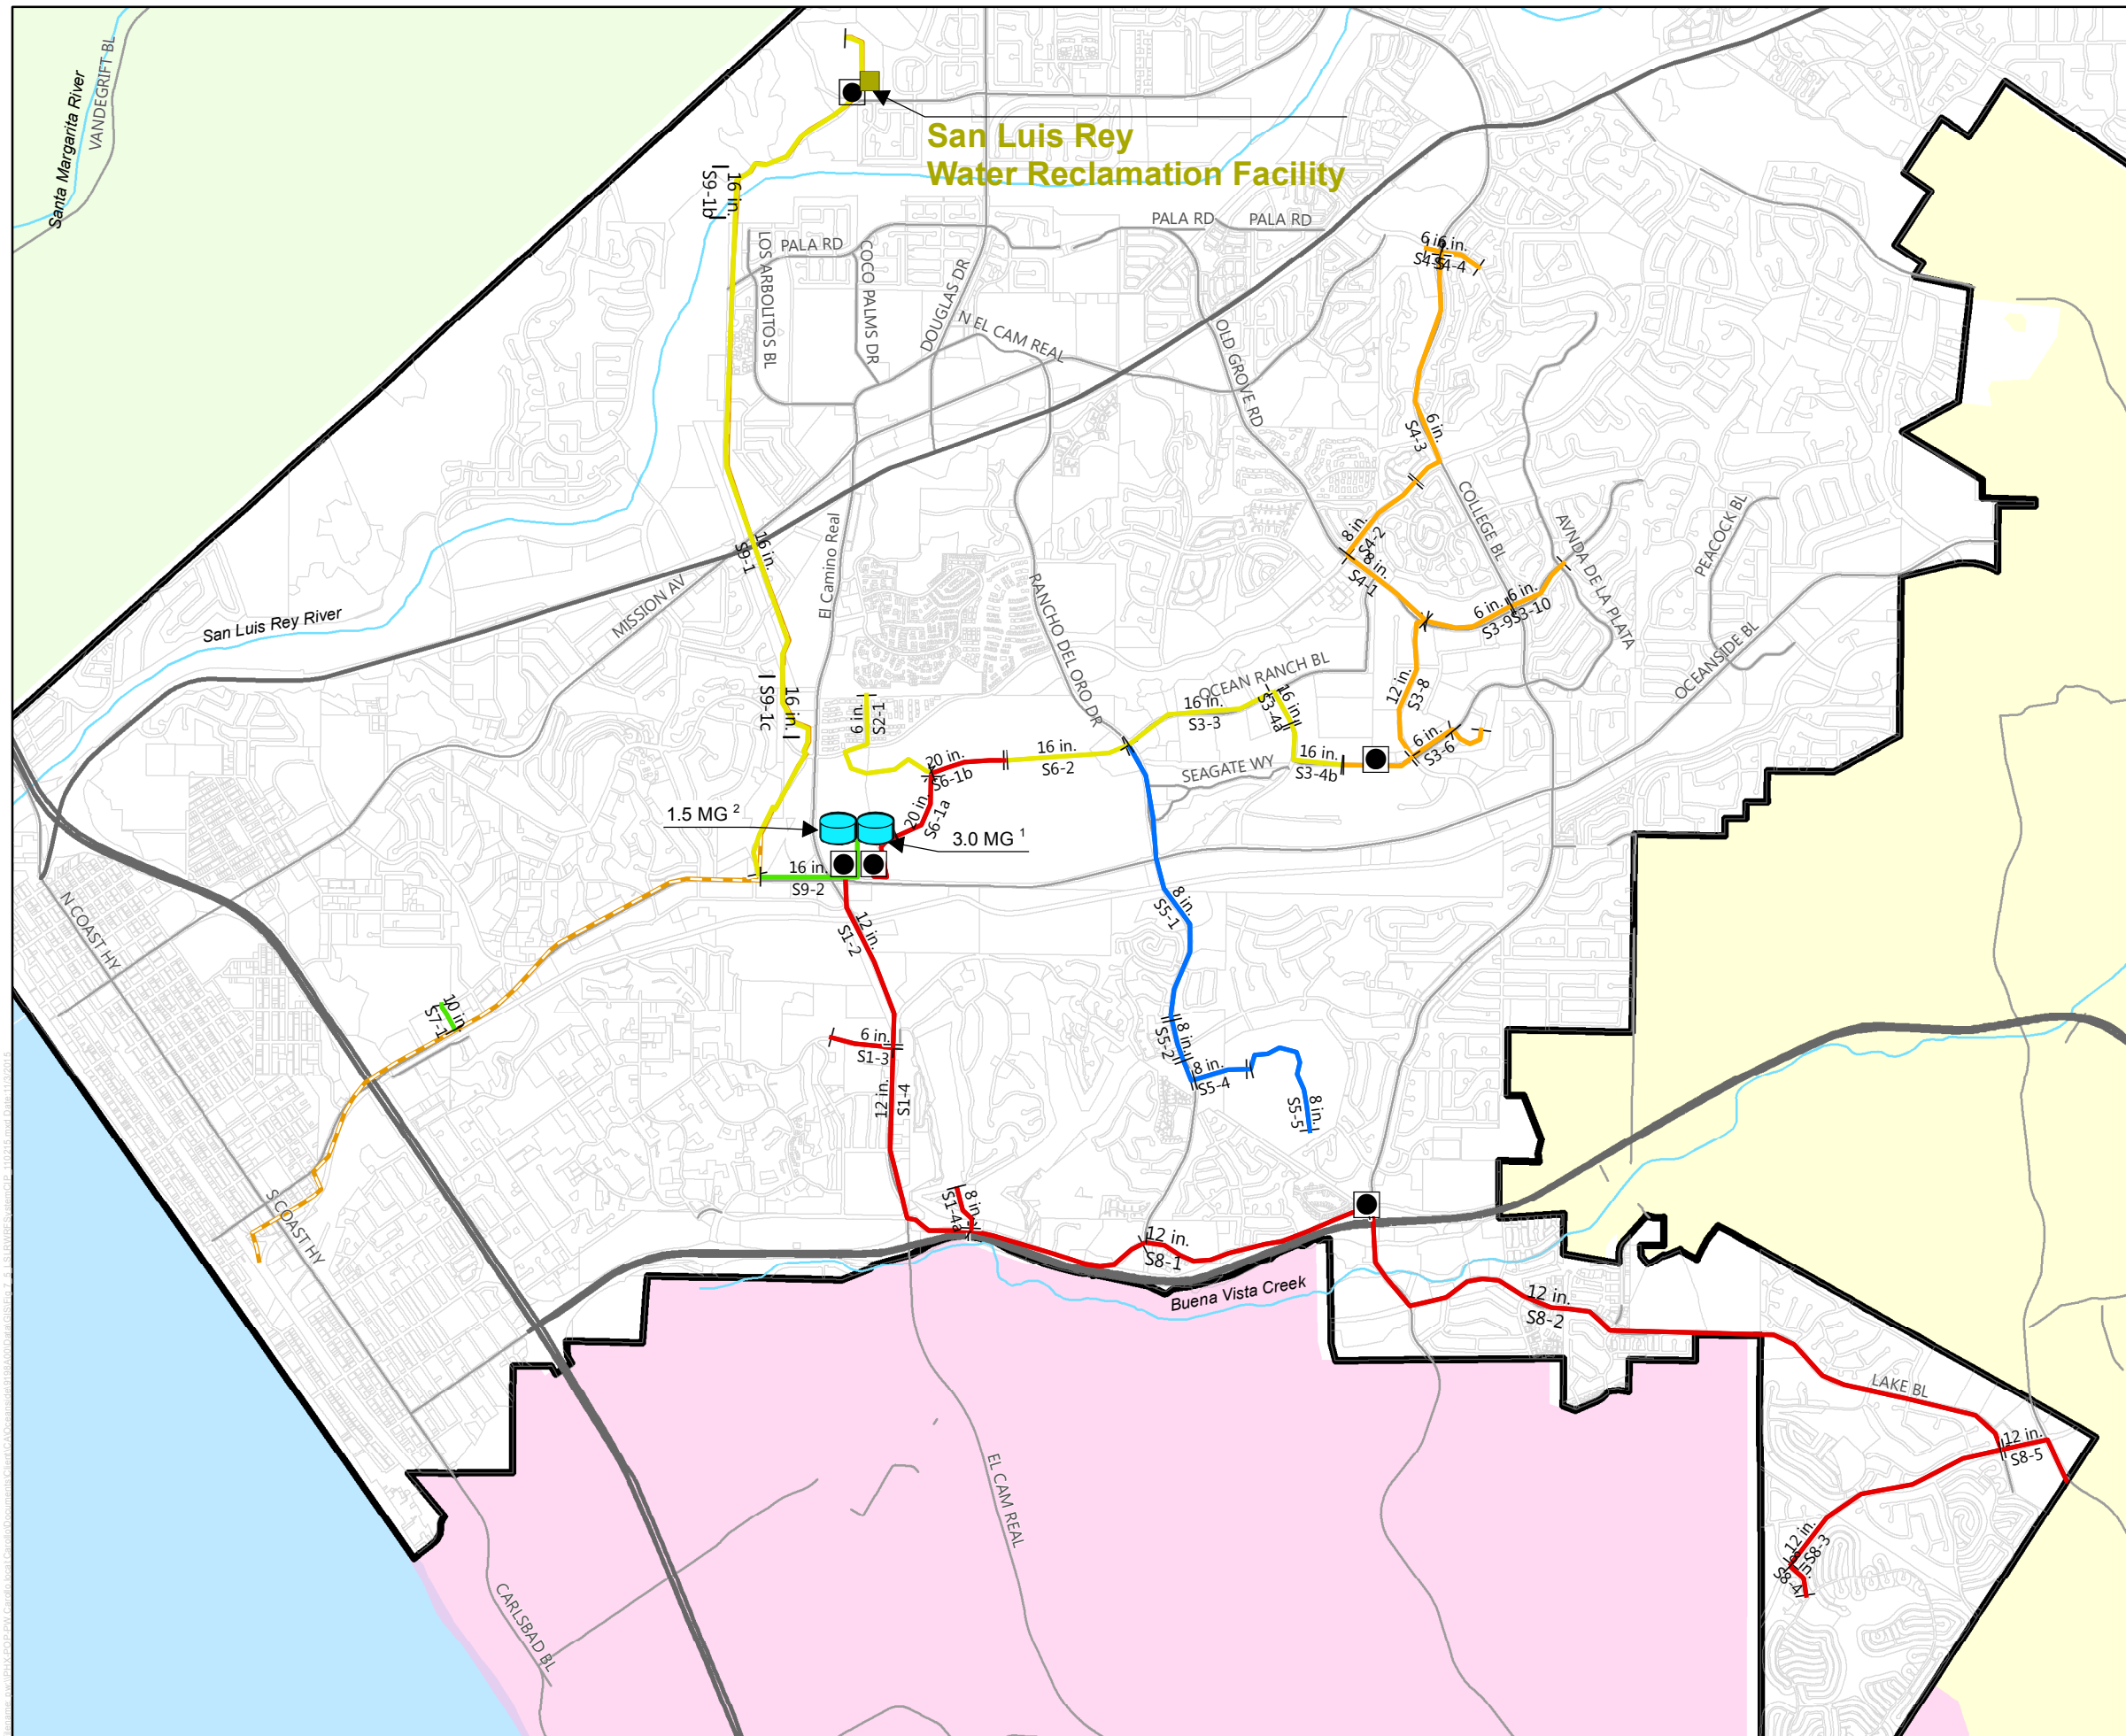 VANDEGRIFT BL
Santa Margarita River
San Luis Rey
Water Reclamation Facility
16 in.
S9-1b
LOS ARBOLITOS BL
PALA RD
COCO PALMS DR
DOUGLAS DR
N EL CAM REAL
PALA RD
PALA RD
OLD GROVE RD
6 in.
6 in.
S4-4
6 in.
S4-3
COLLEGE BL
8 in.
S4-2
8 in.
S4-1
AVNDA DE LA PLATA
PEACOCK BL
OCEANSIDE BL
6 in.
S3-9
6 in.
S3-10
12 in.
S3-8
6 in.
S3-6
16 in.
S9-1
El Camino Real
MISSION AV
San Luis Rey River
RANCHO DEL ORO DR
OCEAN RANCH BL
16 in.
S3-3
16 in.
S3-4a
16 in.
S3-4b
SEAGATE WY
16 in.
S9-1c
6 in.
S2-1
20 in.
S6-1b
16 in.
S6-2
20 in.
S6-1a
1.5 MG 2
3.0 MG 1
16 in.
S9-2
N COAST HY
12 in.
S1-2
8 in.
S5-1
10 in.
S7-1
6 in.
S1-3
12 in.
S1-4
8 in.
S5-2
8 in.
S5-4
8 in.
S5-5
8 in.
S1-4a
12 in.
S8-1
S COAST HY
Buena Vista Creek
12 in.
S8-2
LAKE BL
12 in.
S8-5
12 in.
S8-3
S8-4
EL CAM REAL
CARLSBAD BL